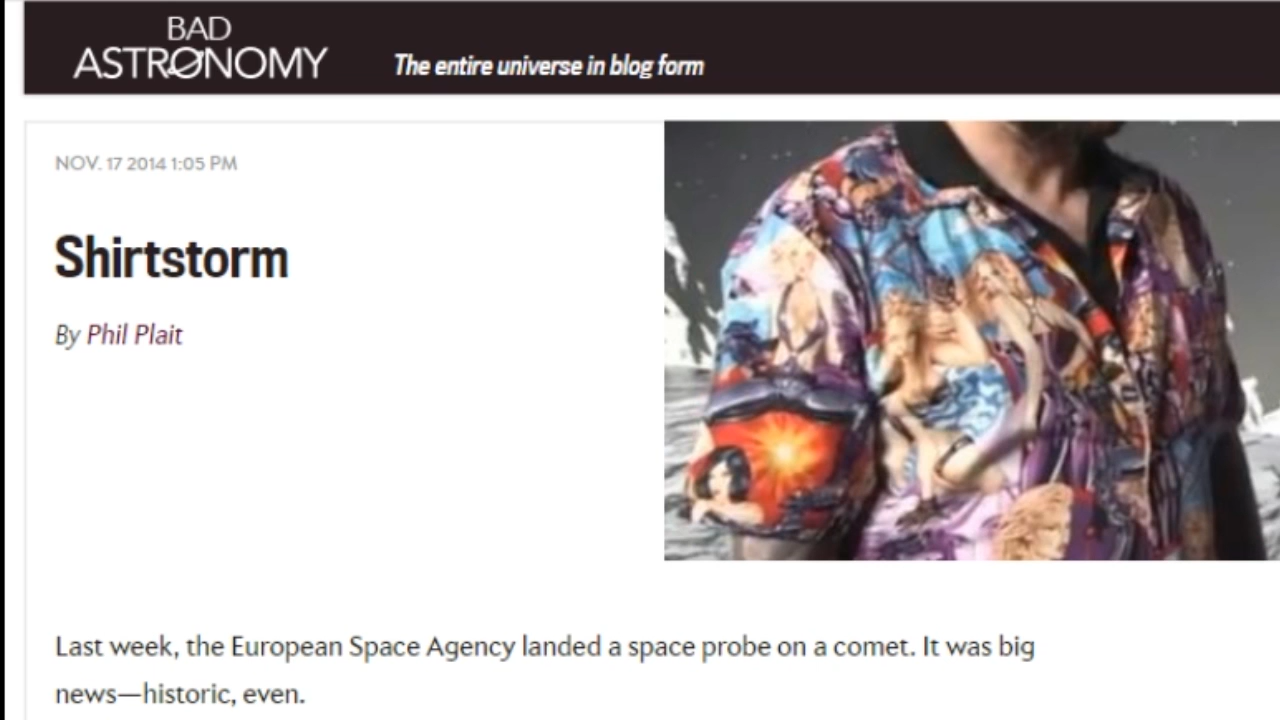 BAD
ASTRONOMY
The entire universe in blog form
NOV. 17 2014 1:05 PM
Shirtstorm
By Phil Plait
Last week, the European Space Agency landed a space probe on a comet. It was big
news—historic, even.